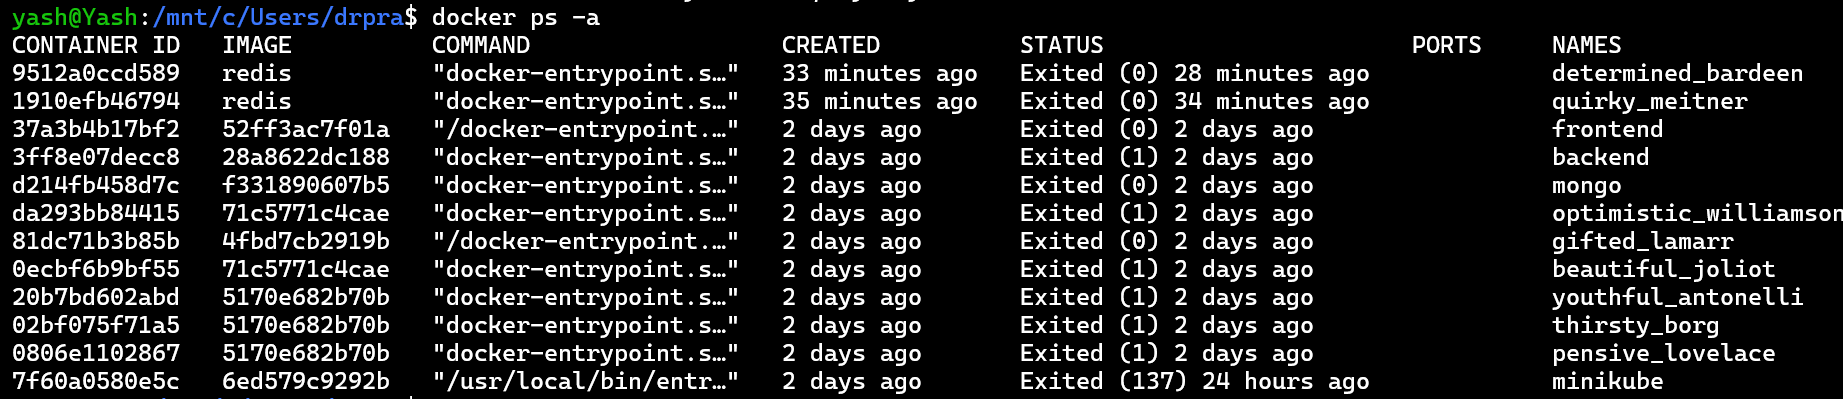 yash@Yash:/mnt/c/Users/drpra$ docker ps -a
CONTAINER ID   IMAGE          COMMAND                  CREATED          STATUS                      PORTS     NAMES
9512a0ccd589   redis          "docker-entrypoint.s…"   33 minutes ago   Exited (0) 28 minutes ago             determined_bardeen
1910efb46794   redis          "docker-entrypoint.s…"   35 minutes ago   Exited (0) 34 minutes ago             quirky_meitner
37a3b4b17bf2   52ff3ac7f01a   "/docker-entrypoint.…"   2 days ago       Exited (0) 2 days ago                 frontend
3ff8e07decc8   28a8622dc188   "docker-entrypoint.s…"   2 days ago       Exited (1) 2 days ago                 backend
d214fb458d7c   f331890607b5   "docker-entrypoint.s…"   2 days ago       Exited (0) 2 days ago                 mongo
da293bb84415   71c5771c4cae   "docker-entrypoint.s…"   2 days ago       Exited (1) 2 days ago                 optimistic_williamson
81dc71b3b85b   4fbd7cb2919b   "/docker-entrypoint.…"   2 days ago       Exited (0) 2 days ago                 gifted_lamarr
0ecbf6b9bf55   71c5771c4cae   "docker-entrypoint.s…"   2 days ago       Exited (1) 2 days ago                 beautiful_joliot
20b7bd602abd   5170e682b70b   "docker-entrypoint.s…"   2 days ago       Exited (1) 2 days ago                 youthful_antonelli
02bf075f71a5   5170e682b70b   "docker-entrypoint.s…"   2 days ago       Exited (1) 2 days ago                 thirsty_borg
0806e1102867   5170e682b70b   "docker-entrypoint.s…"   2 days ago       Exited (1) 2 days ago                 pensive_lovelace
7f60a0580e5c   6ed579c9292b   "/usr/local/bin/entr…"   2 days ago       Exited (137) 24 hours ago             minikube